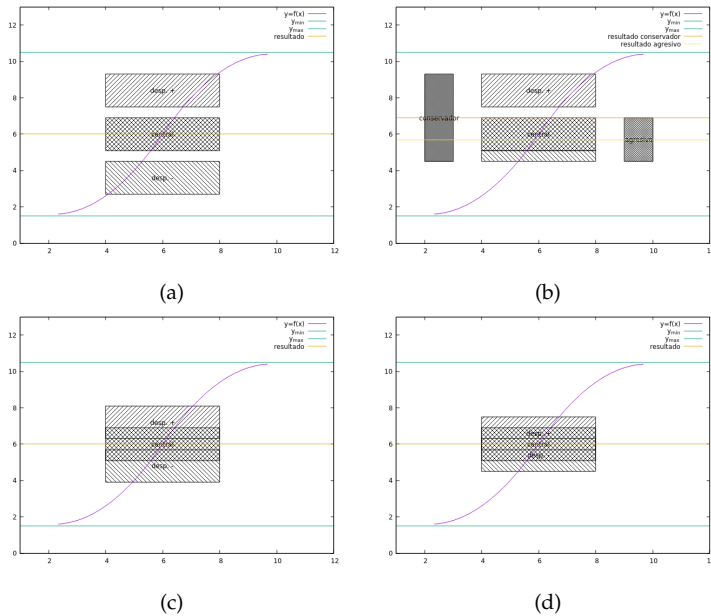 y=f(x)
ymin
ymax
resultado
12
10
8
6
4
2
0
desp. +
central
desp. -
0 2 4 6 8 10 12
(a)
y=f(x)
ymin
ymax
resultado conservador
resultado agresivo
12
10
8
6
4
2
0
desp. +
conservador
central
agresivo
2 4 6 8 10 1
(b)
y=f(x)
ymin
ymax
resultado
12
10
8
6
4
2
0
desp. +
central
desp. -
0 2 4 6 8 10 12
(c)
y=f(x)
ymin
ymax
resultado
12
10
8
6
4
2
0
desp. +
central
desp. -
2 4 6 8 10 1
(d)